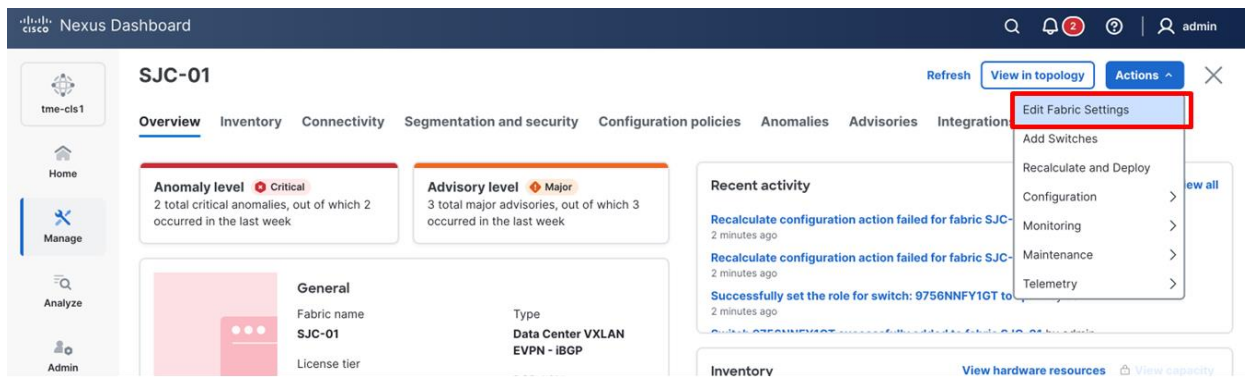 cisco Nexus Dashboard
2
admin
tme-cls1
Home
Manage
Analyze
Admin
SJC-01
Refresh
View in topology
Actions
Overview Inventory Connectivity Segmentation and security Configuration policies Anomalies Advisories Integrations
Edit Fabric Settings
Add Switches
Recalculate and Deploy
Configuration
Monitoring
Maintenance
Telemetry
Anomaly level Critical
2 total critical anomalies, out of which 2
occurred in the last week
Advisory level Major
3 total major advisories, out of which 3
occurred in the last week
Recent activity
Recalculate configuration action failed for fabric SJC-
2 minutes ago
Recalculate configuration action failed for fabric SJC-
2 minutes ago
Successfully set the role for switch: 9756NNFY1GT to
2 minutes ago
General
Fabric name
SJC-01
Type
Data Center VXLAN
EVPN - iBGP
License tier
Inventory
View hardware resources
View capacity